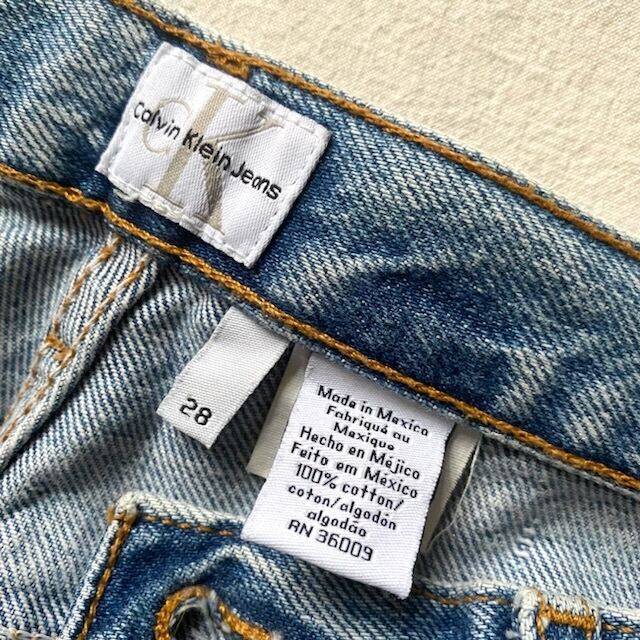 cK
Calvin Klein Jeans
28
Made in Mexico
Fabriqué au
Mexique
Hecho en Méjico
Feito em México
100% cotton/
coton/algodón
algodão
RN 36009